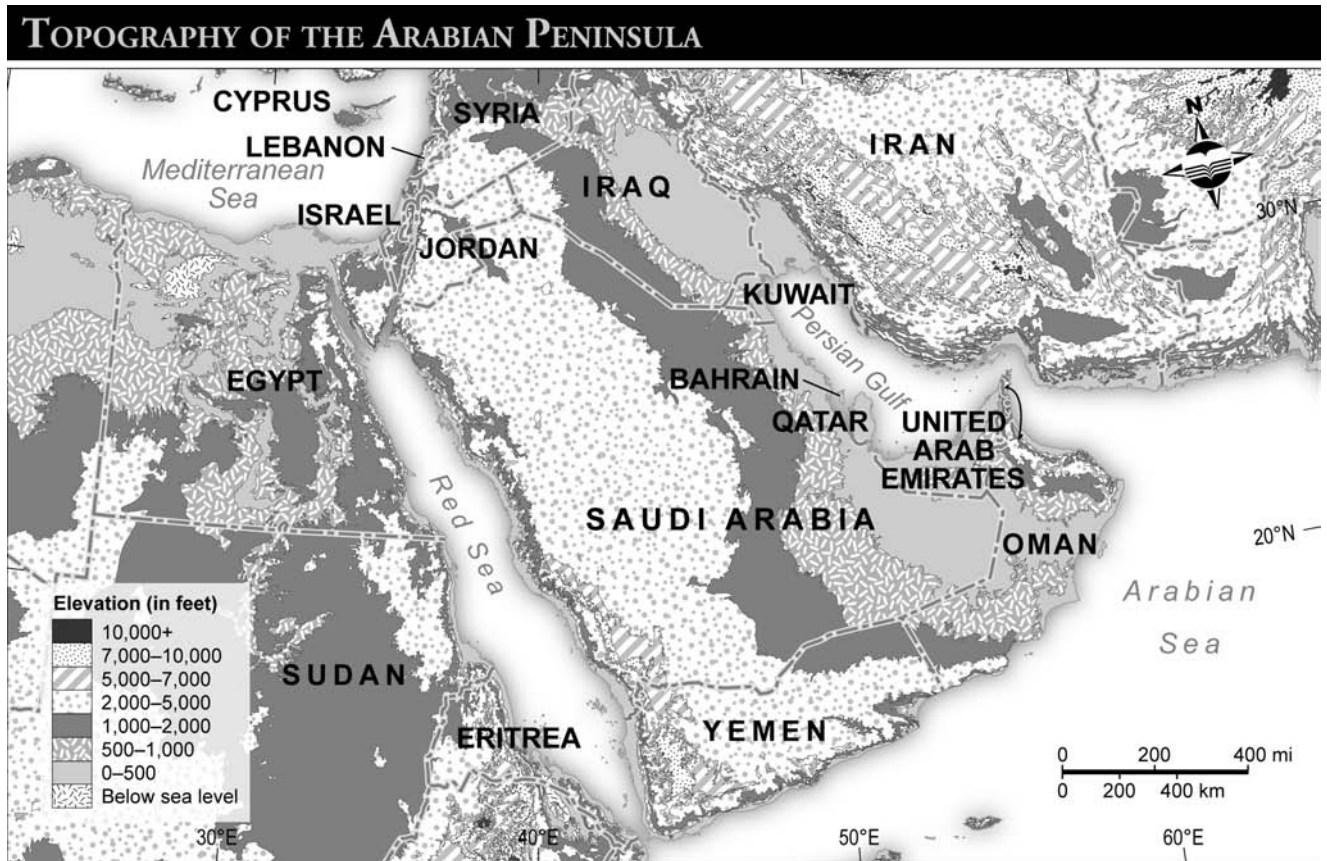 TOPOGRAPHY OF THE ARABIAN PENINSULA
CYPRUS
SYRIA
LEBANON
Mediterranean
Sea
ISRAEL
JORDAN
IRAQ
IRAN
N
30°N
KUWAIT
Persian Gulf
EGYPT
BAHRAIN
QATAR
UNITED
ARAB
EMIRATES
Red Sea
SAUDI ARABIA
OMAN
20°N
Arabian
Sea
Elevation (in feet)
10,000+
7,000–10,000
5,000–7,000
2,000–5,000
1,000–2,000
500–1,000
0–500
Below sea level
SUDAN
ERITREA
YEMEN
0 200 400 mi
0 200 400 km
30°E
40°E
50°E
60°E